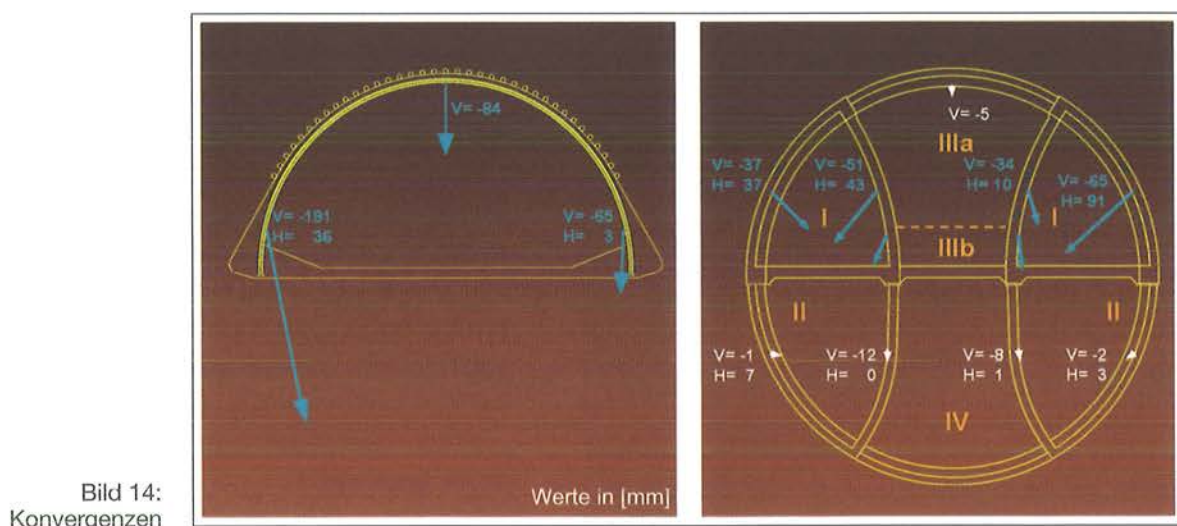 V= -84
V= -191
H= 36
V= -65
H= 3
Werte in [mm]
V= -5
IIIa
V= -37
H= 37
V= -51
H= 43
V= -34
H= 10
V= -65
H= 91
I
I
IIIb
II
II
V= -1
H= 7
V= -12
H= 0
V= -8
H= 1
V= -2
H= 3
IV
Bild 14:
Konvergenzen